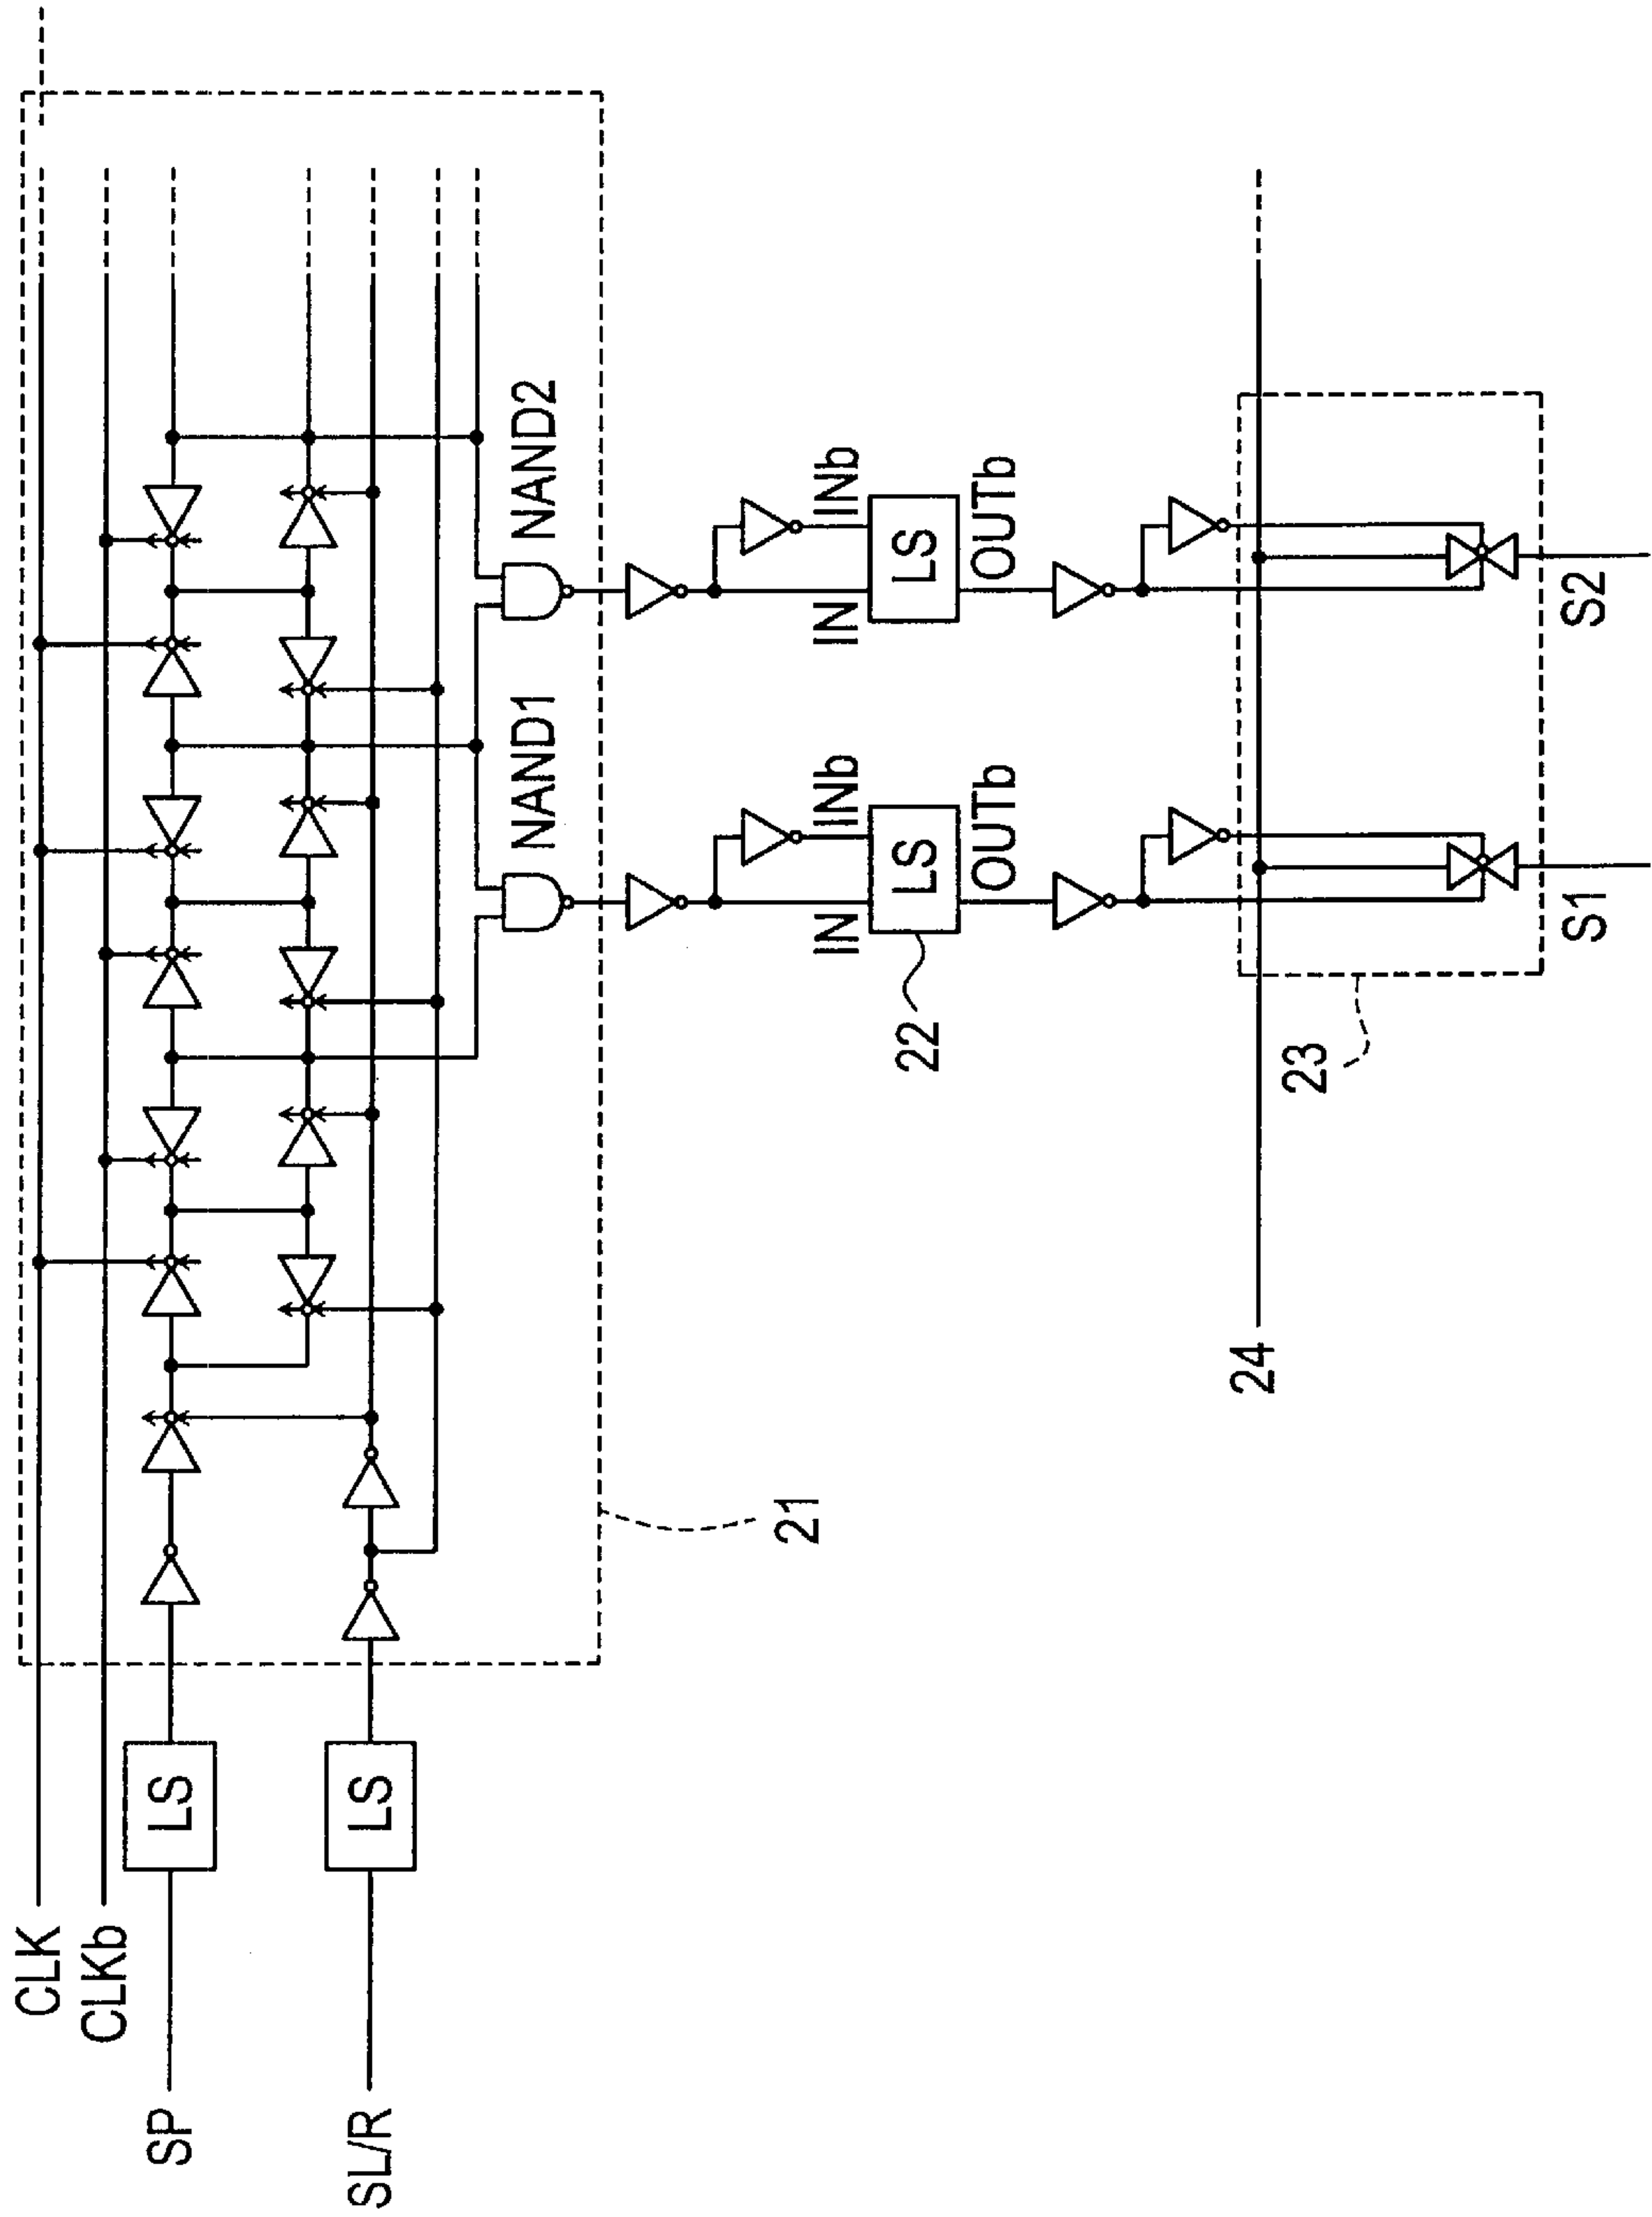 CLK
CLKb
SP
LS
SL/R
LS
21
NAND1
NAND2
IN
INb
LS
22
OUTb
IN
INb
LS
OUTb
24
23
S1
S2